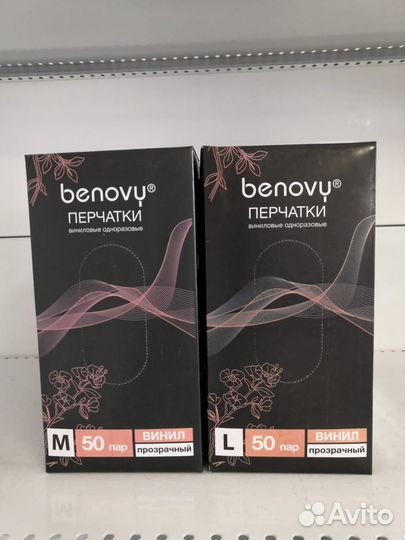 benovy®
ПЕРЧАТКИ
виниловые одноразовые
M
50 пар
ВИНИЛ
прозрачный
benovy®
ПЕРЧАТКИ
виниловые одноразовые
L
50 пар
ВИНИЛ
прозрачный
Avito